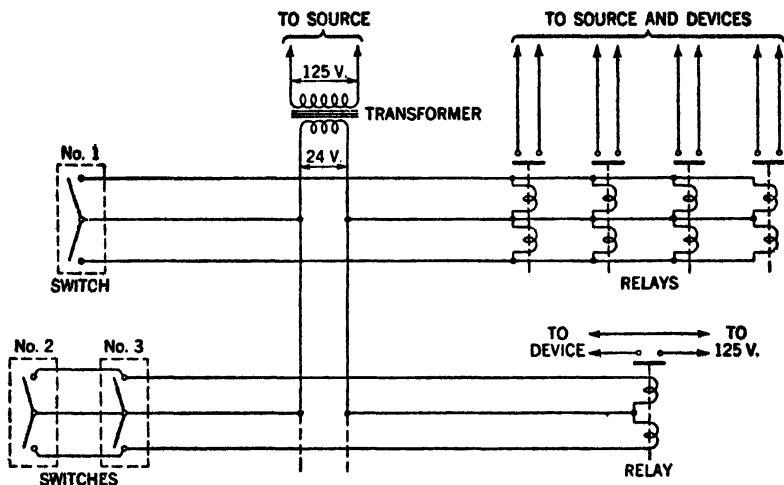 TO SOURCE
TO SOURCE AND DEVICES
125 V.
TRANSFORMER
24 V.
No. 1
SWITCH
RELAYS
No. 2
No. 3
TO DEVICE
TO 125 V.
SWITCHES
RELAY